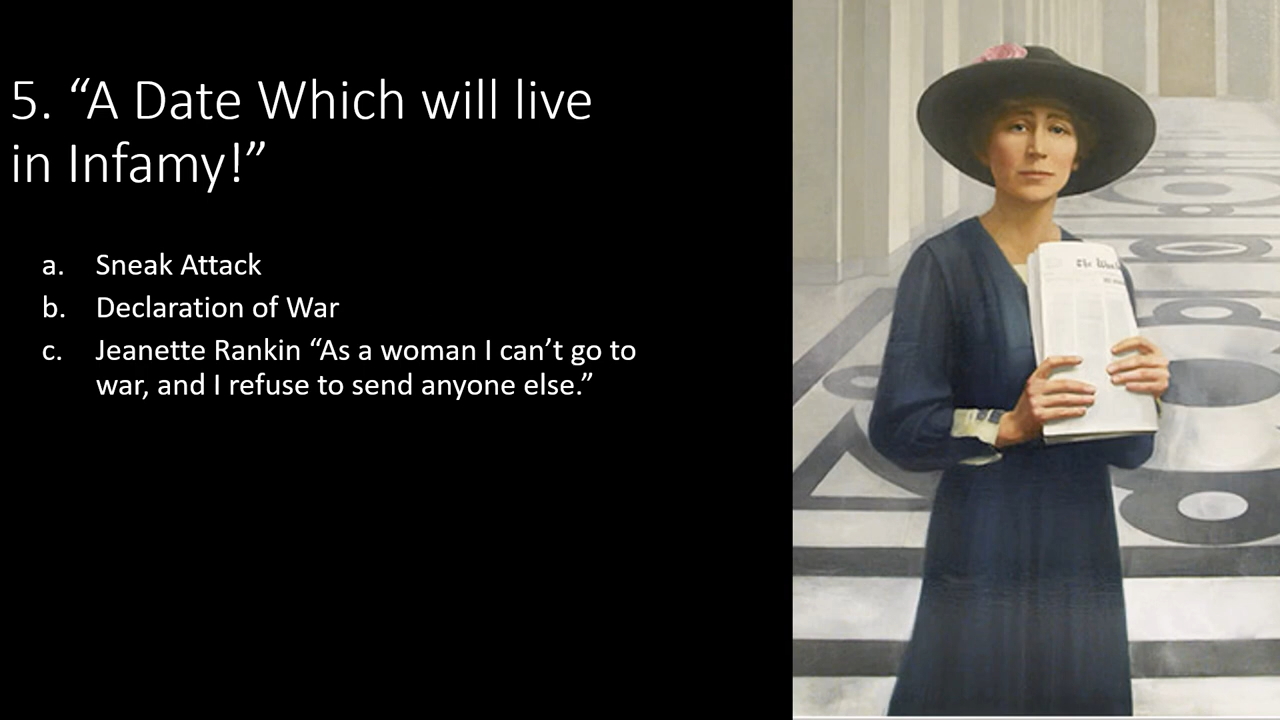 5. “A Date Which will live
in Infamy!”
a. Sneak Attack
b. Declaration of War
c. Jeanette Rankin “As a woman I can’t go to
war, and I refuse to send anyone else.”
The